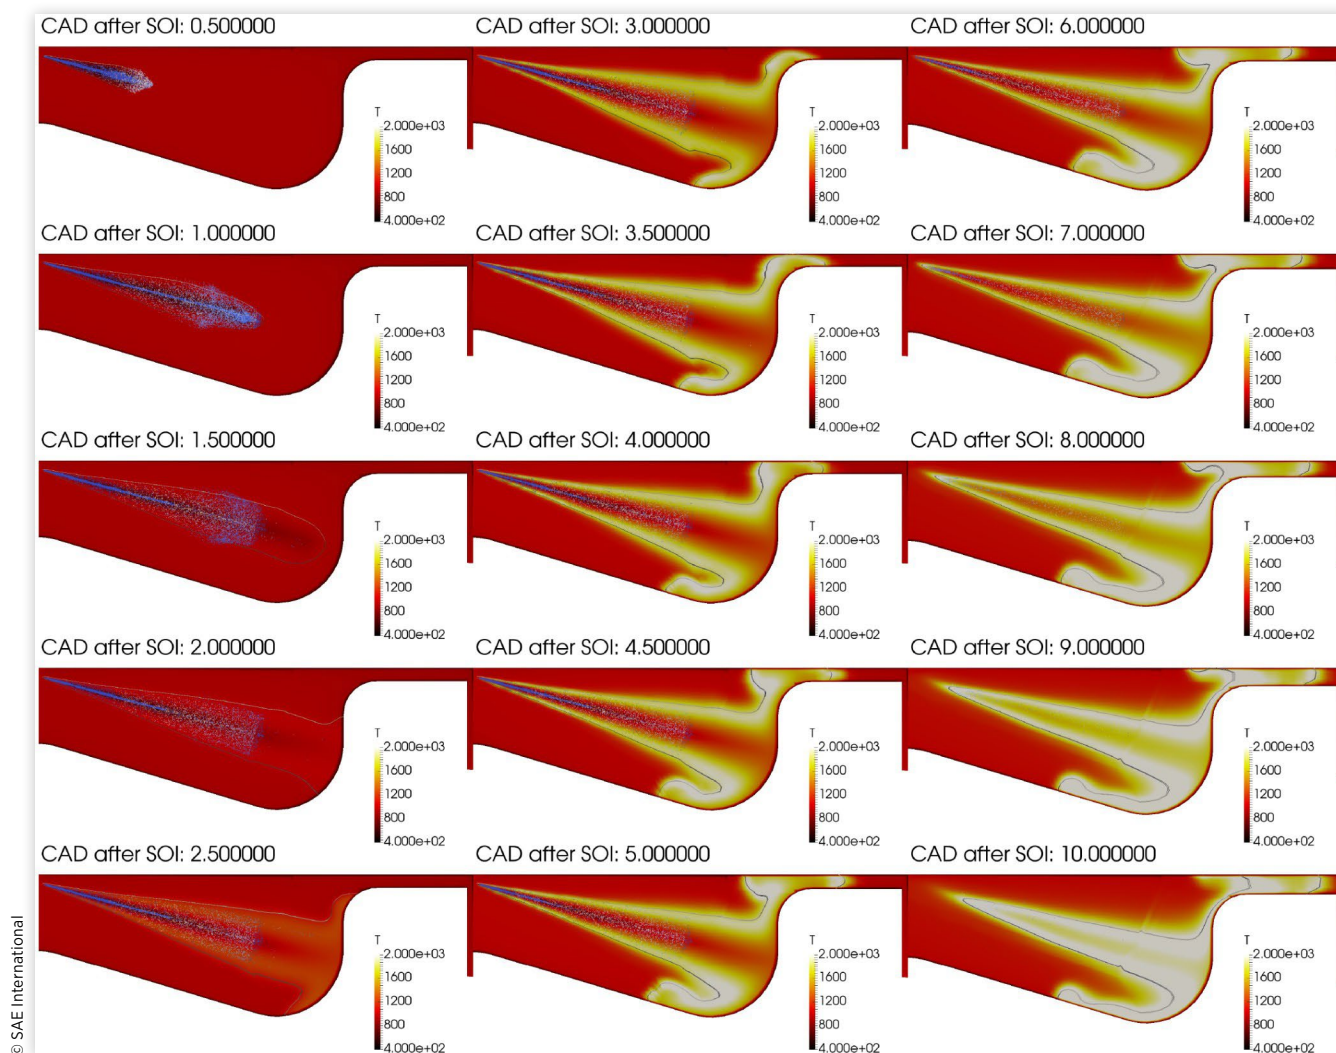 CAD after SOI: 0.500000
T
2.000e+03
1600
1200
800
4.000e+02
CAD after SOI: 1.000000
T
2.000e+03
1600
1200
800
4.000e+02
CAD after SOI: 1.500000
T
2.000e+03
1600
1200
800
4.000e+02
CAD after SOI: 2.000000
T
2.000e+03
1600
1200
800
4.000e+02
CAD after SOI: 2.500000
T
2.000e+03
1600
1200
800
4.000e+02
CAD after SOI: 3.000000
T
2.000e+03
1600
1200
800
4.000e+02
CAD after SOI: 3.500000
T
2.000e+03
1600
1200
800
4.000e+02
CAD after SOI: 4.000000
T
2.000e+03
1600
1200
800
4.000e+02
CAD after SOI: 4.500000
T
2.000e+03
1600
1200
800
4.000e+02
CAD after SOI: 5.000000
T
2.000e+03
1600
1200
800
4.000e+02
CAD after SOI: 6.000000
T
2.000e+03
1600
1200
800
4.000e+02
CAD after SOI: 7.000000
T
2.000e+03
1600
1200
800
4.000e+02
CAD after SOI: 8.000000
T
2.000e+03
1600
1200
800
4.000e+02
CAD after SOI: 9.000000
T
2.000e+03
1600
1200
800
4.000e+02
CAD after SOI: 10.000000
T
2.000e+03
1600
1200
800
4.000e+02
© SAE International